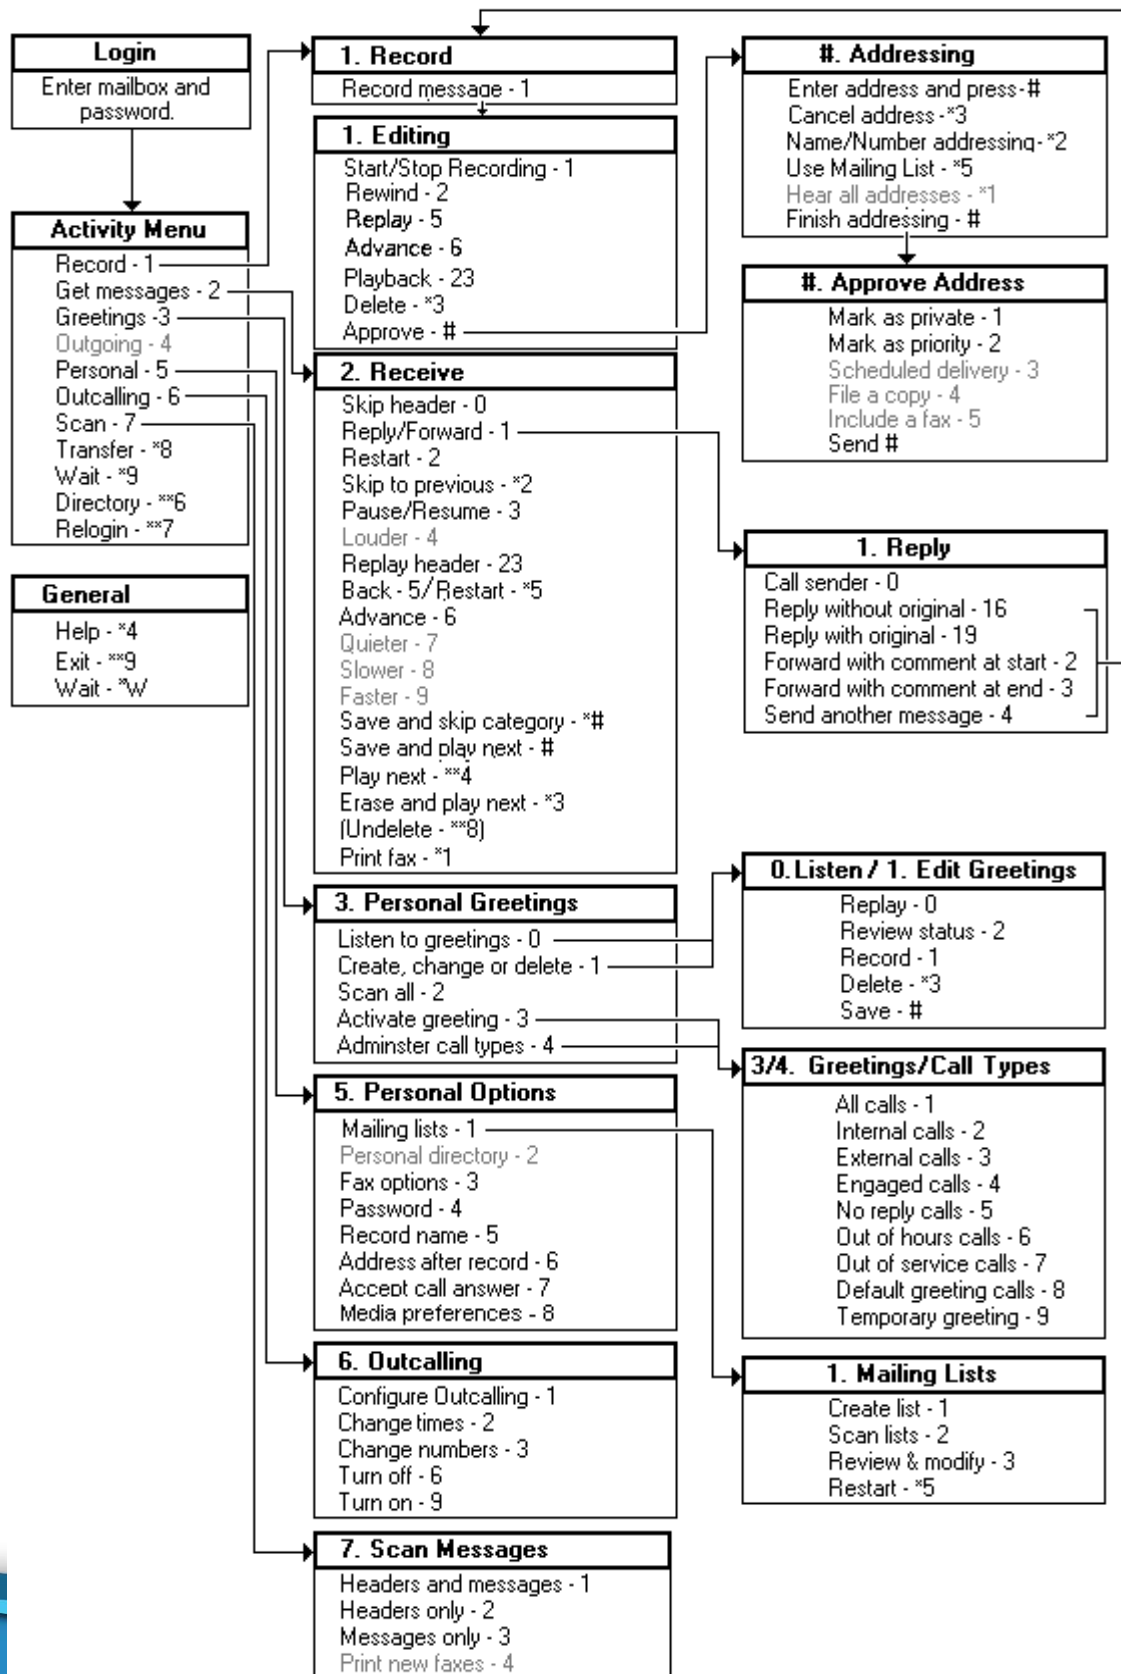 Login
Enter mailbox and
password.
Activity Menu
Record - 1
Get messages - 2
Greetings -3
Outgoing - 4
Personal - 5
Outcalling - 6
Scan - 7
Transfer - *8
Wait - *9
Directory - **6
Relogin - **7
General
Help - *4
Exit - **9
Wait - *W
1. Record
Record message - 1
1. Editing
Start/Stop Recording - 1
Rewind - 2
Replay - 5
Advance - 6
Playback - 23
Delete - *3
Approve - #
2. Receive
Skip header - 0
Reply/Forward - 1
Restart - 2
Skip to previous - *2
Pause/Resume - 3
Louder - 4
Replay header - 23
Back - 5/Restart - *5
Advance - 6
Quieter - 7
Slower - 8
Faster - 9
Save and skip category - *#
Save and play next - #
Play next - **4
Erase and play next - *3
(Undelete - **8)
Print fax - *1
3. Personal Greetings
Listen to greetings - 0
Create, change or delete - 1
Scan all - 2
Activate greeting - 3
Adminster call types - 4
5. Personal Options
Mailing lists - 1
Personal directory - 2
Fax options - 3
Password - 4
Record name - 5
Address after record - 6
Accept call answer - 7
Media preferences - 8
6. Outcalling
Configure Outcalling - 1
Change times - 2
Change numbers - 3
Turn off - 6
Turn on - 9
7. Scan Messages
Headers and messages - 1
Headers only - 2
Messages only - 3
Print new faxes - 4
#. Addressing
Enter address and press - #
Cancel address - *3
Name/Number addressing - *2
Use Mailing List - *5
Hear all addresses - *1
Finish addressing - #
#. Approve Address
Mark as private - 1
Mark as priority - 2
Scheduled delivery - 3
File a copy - 4
Include a fax - 5
Send #
1. Reply
Call sender - 0
Reply without original - 16
Reply with original - 19
Forward with comment at start - 2
Forward with comment at end - 3
Send another message - 4
0. Listen / 1. Edit Greetings
Replay - 0
Review status - 2
Record - 1
Delete - *3
Save - #
3/4. Greetings/Call Types
All calls - 1
Internal calls - 2
External calls - 3
Engaged calls - 4
No reply calls - 5
Out of hours calls - 6
Out of service calls - 7
Default greeting calls - 8
Temporary greeting - 9
1. Mailing Lists
Create list - 1
Scan lists - 2
Review & modify - 3
Restart - *5